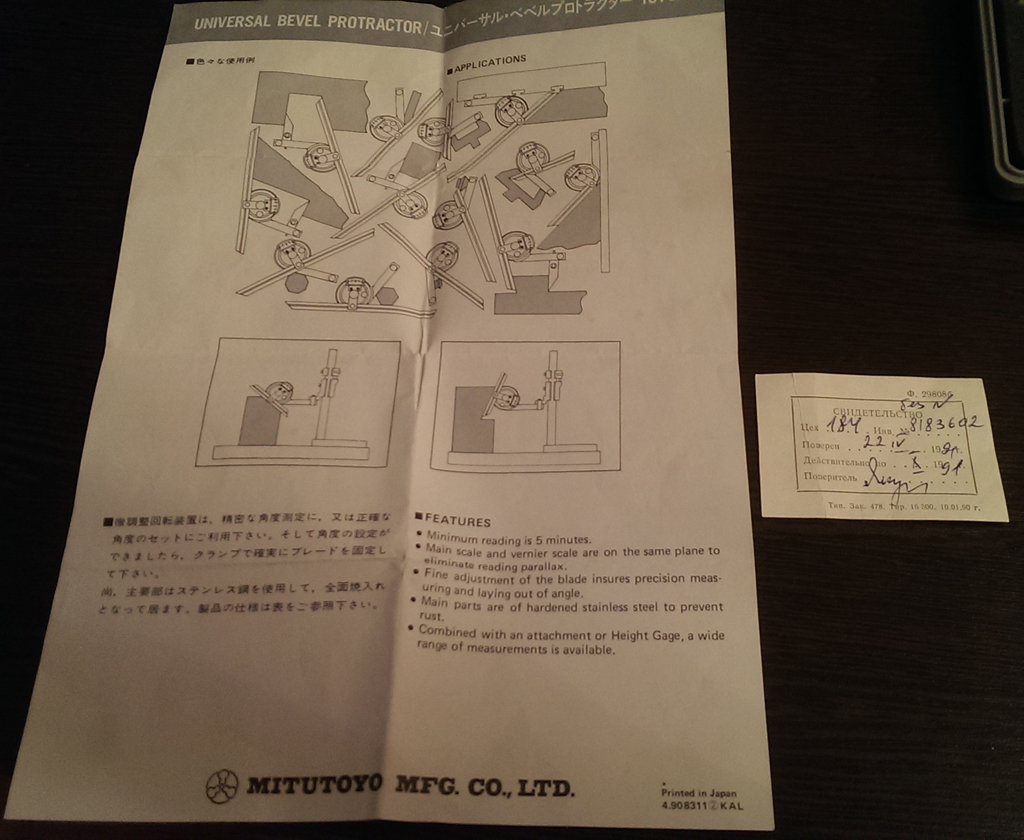 UNIVERSAL BEVEL PROTRACTOR/ユニバーサル・ベベルプロトラクター
■色々な使用例
■APPLICATIONS
■微調整回転装置は、精密な角度測定に、又は正確な
角度のセットにご利用下さい。そして角度の設定が
できましたら、クランプで確実にブレードを固定し
て下さい。
尚、主要部はステンレス鋼を使用して、全面焼入れ
となって居ます。製品の仕様は表をご参照下さい。
■FEATURES
• Minimum reading is 5 minutes.
• Main scale and vernier scale are on the same plane to
eliminate reading parallax.
• Fine adjustment of the blade insures precision meas-
uring and laying out of angle.
• Main parts are of hardened stainless steel to prevent
rust.
• Combined with an attachment or Height Gage, a wide
range of measurements is available.
MITUTOYO MFG. CO., LTD.
Printed in Japan
4.908311② KAL
Ф. 298086
без N
СВИДЕТЕЛЬСТВО
Цех 184 Инв. № 8183602
Поверен 22 IV 19 г.
Действительно по X 1991
Поверитель
Тип. Зак. 478, Тир. 15 000, 10.01.90 г.